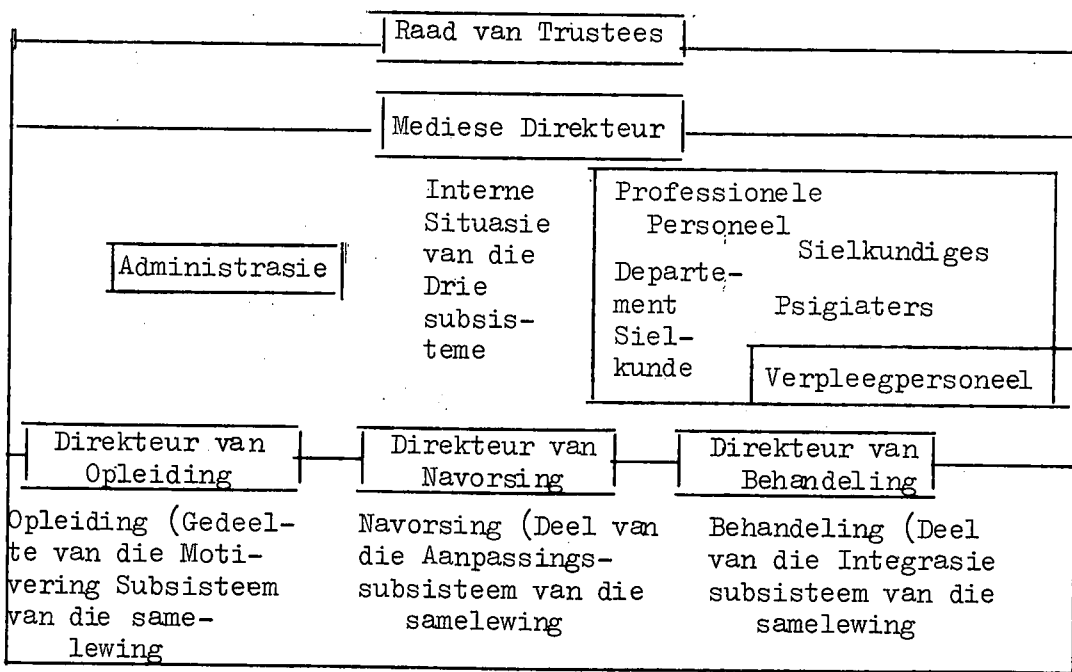 Raad van Trustees
Mediese Direkteur
Administrasie
Interne
Situasie
van die
Drie
subsis-
teme
Professionele
Personeel
Sielkundiges
Departe-
ment
Siel-
kunde
Psigiaters
Verpleegpersoneel
Direkteur van
Opleiding
Direkteur van
Navorsing
Direkteur van
Behandeling
Opleiding (Gedeel-
te van die Moti-
vering Subsisteem
van die same-
lewing
Navorsing (Deel van
die Aanpassings-
subsisteem van die
samelewing
Behandeling (Deel
van die Integrasie
subsisteem van die
samelewing